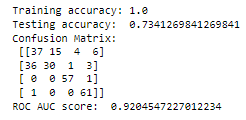 Training accuracy: 1.0
Testing accuracy:  0.7341269841269841
Confusion Matrix:
 [[37 15  4  6]
 [36 30  1  3]
 [ 0  0 57  1]
 [ 1  0  0 61]]
ROC AUC score:  0.9204547227012234